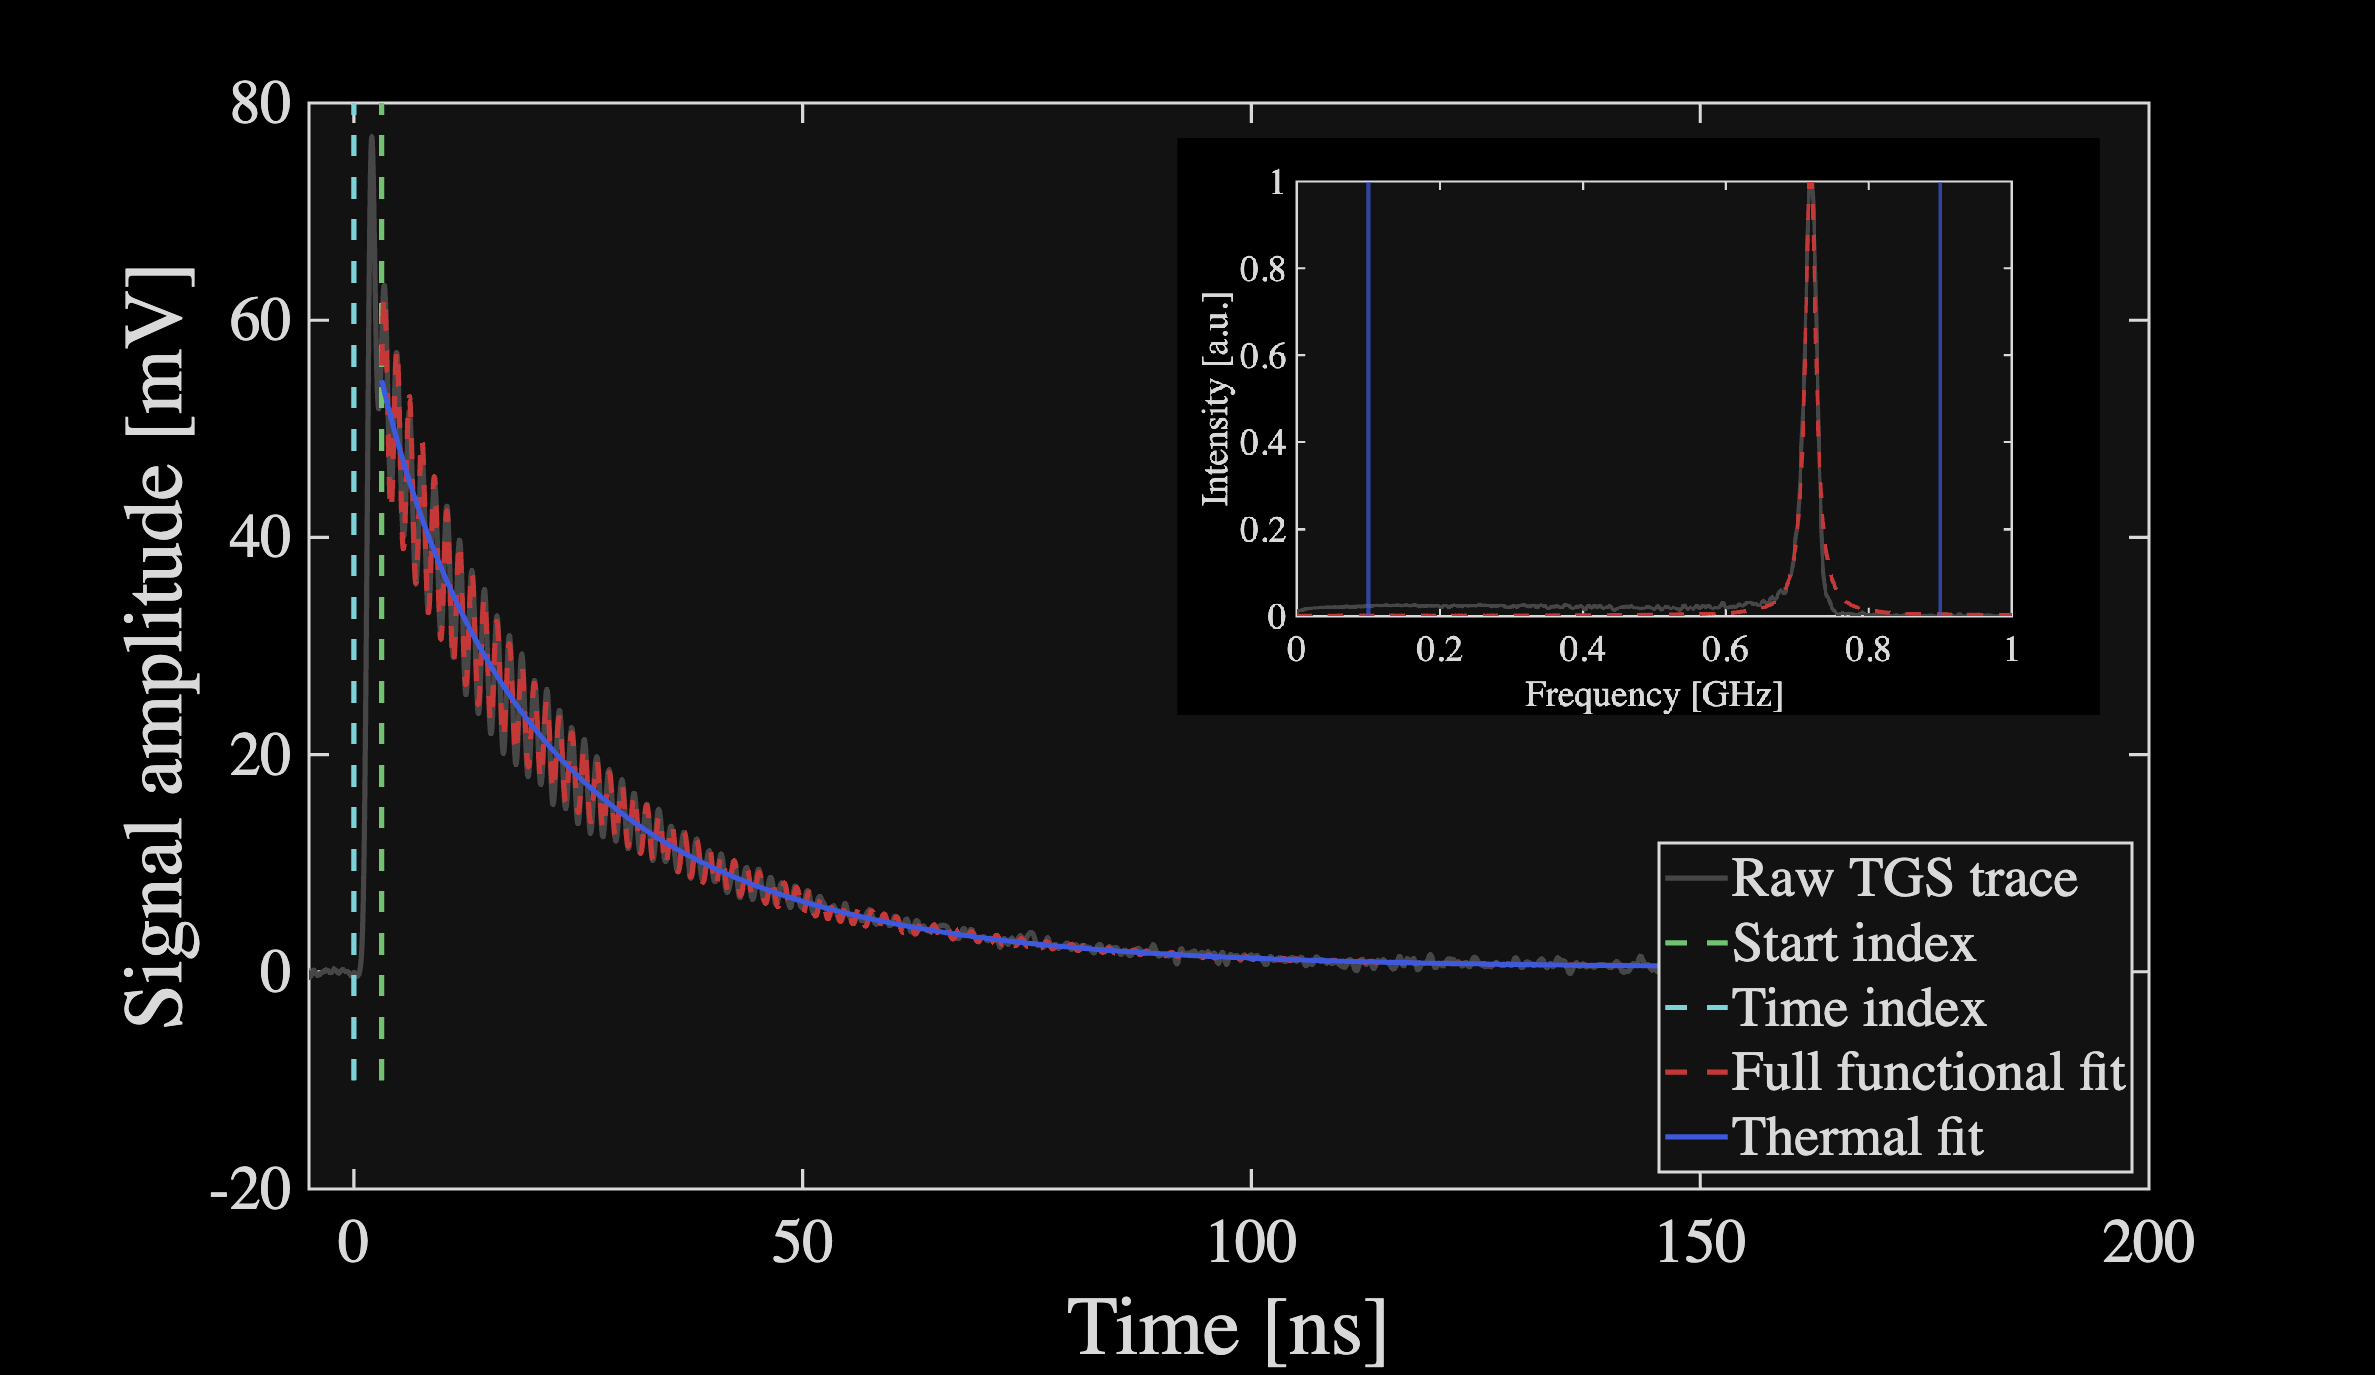 80
60
40
20
0
-20
Signal amplitude [mV]
0
50
100
150
200
Time [ns]
1
0.8
0.6
0.4
0.2
0
Intensity [a.u.]
0
0.2
0.4
0.6
0.8
1
Frequency [GHz]
Raw TGS trace
Start index
Time index
Full functional fit
Thermal fit